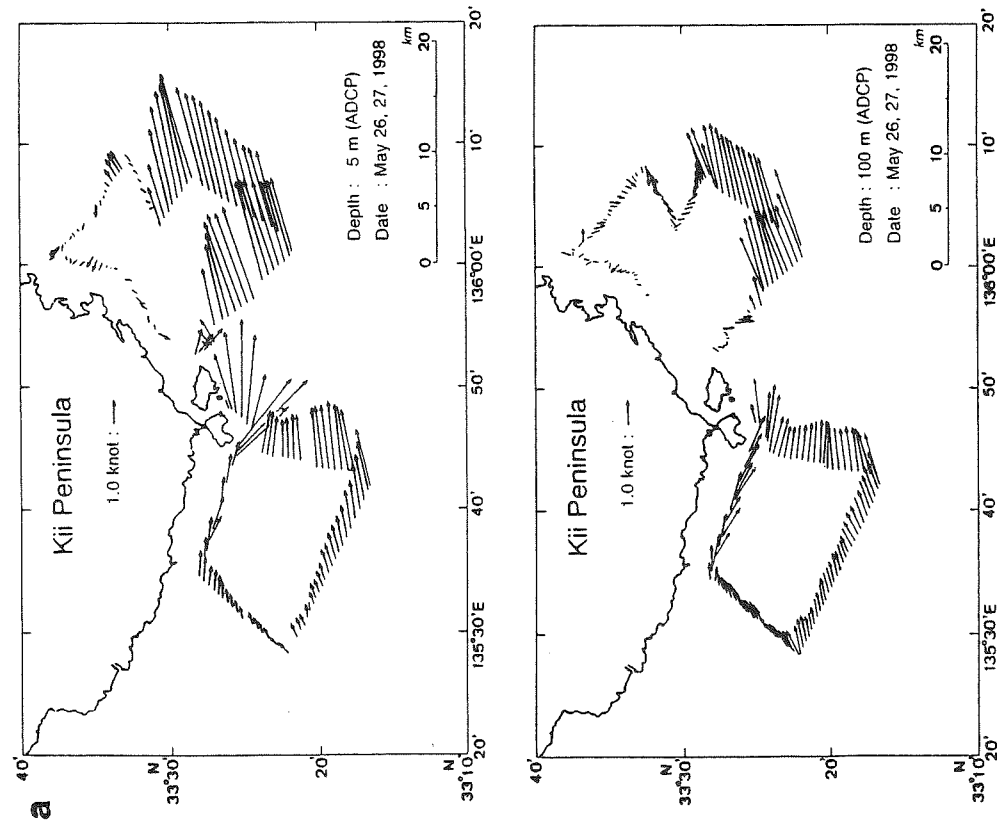 a
40'
N
33°30'
20'
33°10'
Kii Peninsula
1.0 knot :
Depth : 5 m (ADCP)
Date : May 26, 27, 1998
0 5 10 20
km
20' 135°30'E 40' 50' 136°00'E 10' 20'
40'
N
33°30'
20'
33°10'
Kii Peninsula
1.0 knot :
Depth : 100 m (ADCP)
Date : May 26, 27, 1998
0 5 10 20
km
20' 135°30'E 40' 50' 136°00'E 10' 20'